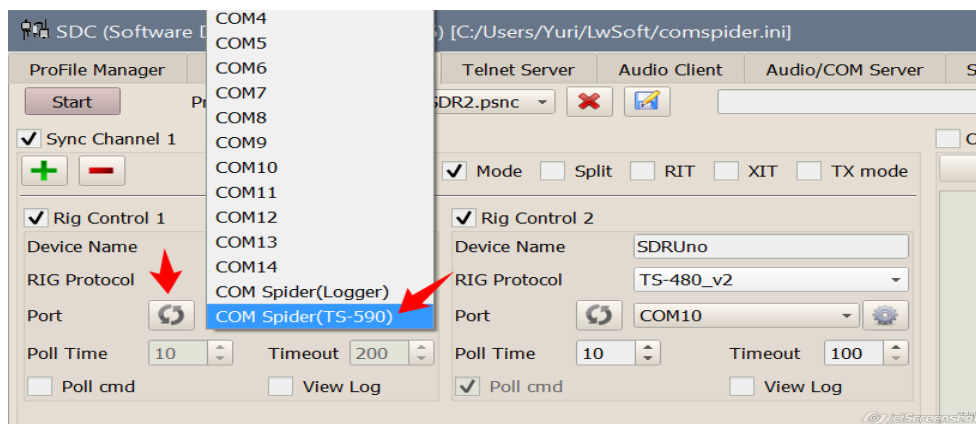 COM4
SDC (Software ) [C:/Users/Yuri/LwSoft/comspider.ini]
COM5
ProFile Manager COM6 Telnet Server Audio Client Audio/COM Server
COM7
Start SDR2.psnc
COM8
Sync Channel 1 COM9
COM10 Mode Split RIT XIT TX mode
COM11
Rig Control 1 COM12 Rig Control 2
Device Name COM13 Device Name SDRUno
COM14
RIG Protocol RIG Protocol TS-480_v2
COM Spider(Logger)
Port COM Spider(TS-590) Port COM10
Poll Time 10 Timeout 200 Poll Time 10 Timeout 100
Poll cmd View Log Poll cmd View Log